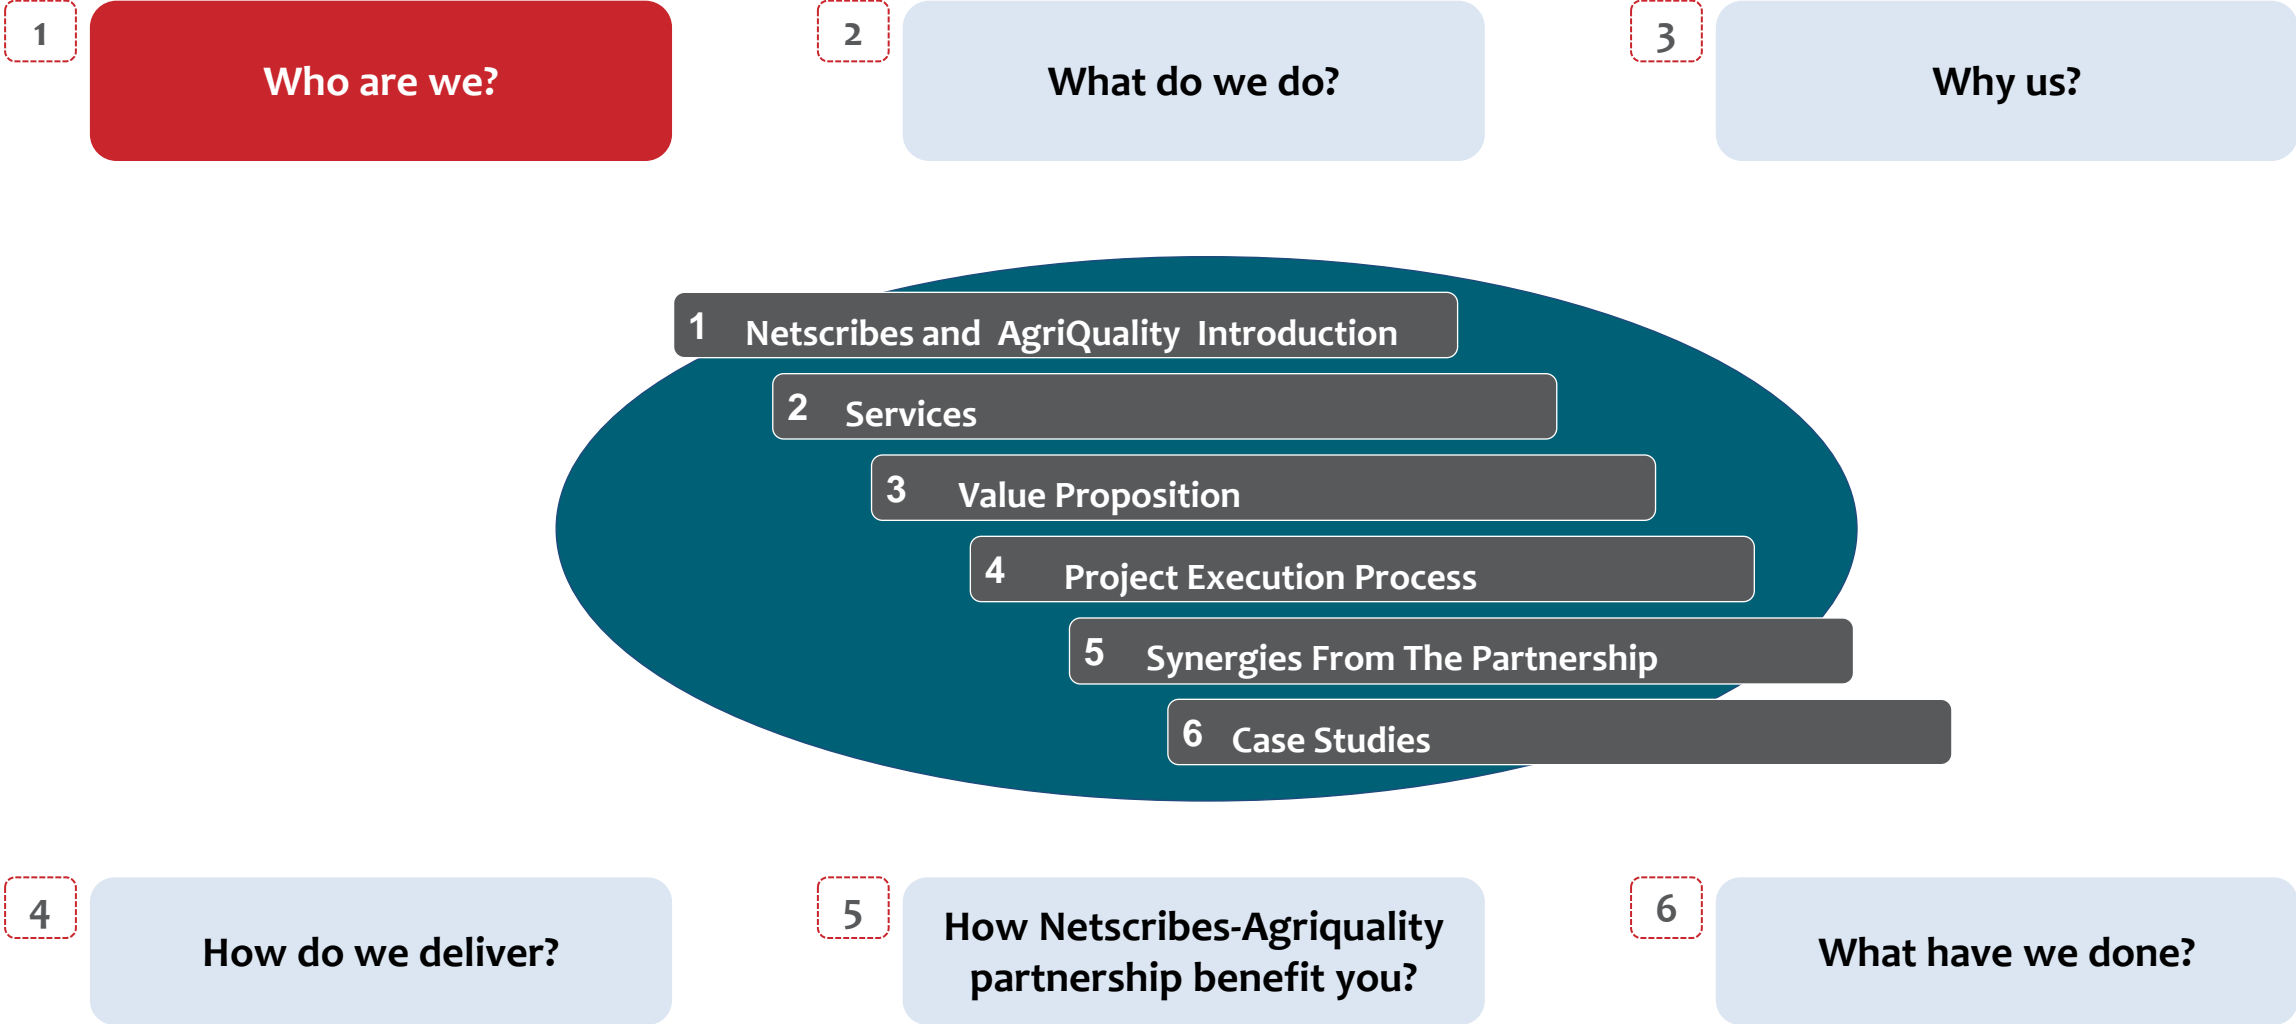 1
Who are we?
2
What do we do?
3
Why us?
1 Netscribes and AgriQuality Introduction
2 Services
3 Value Proposition
4 Project Execution Process
5 Synergies From The Partnership
6 Case Studies
4
How do we deliver?
5
How Netscribes-Agriquality
partnership benefit you?
6
What have we done?